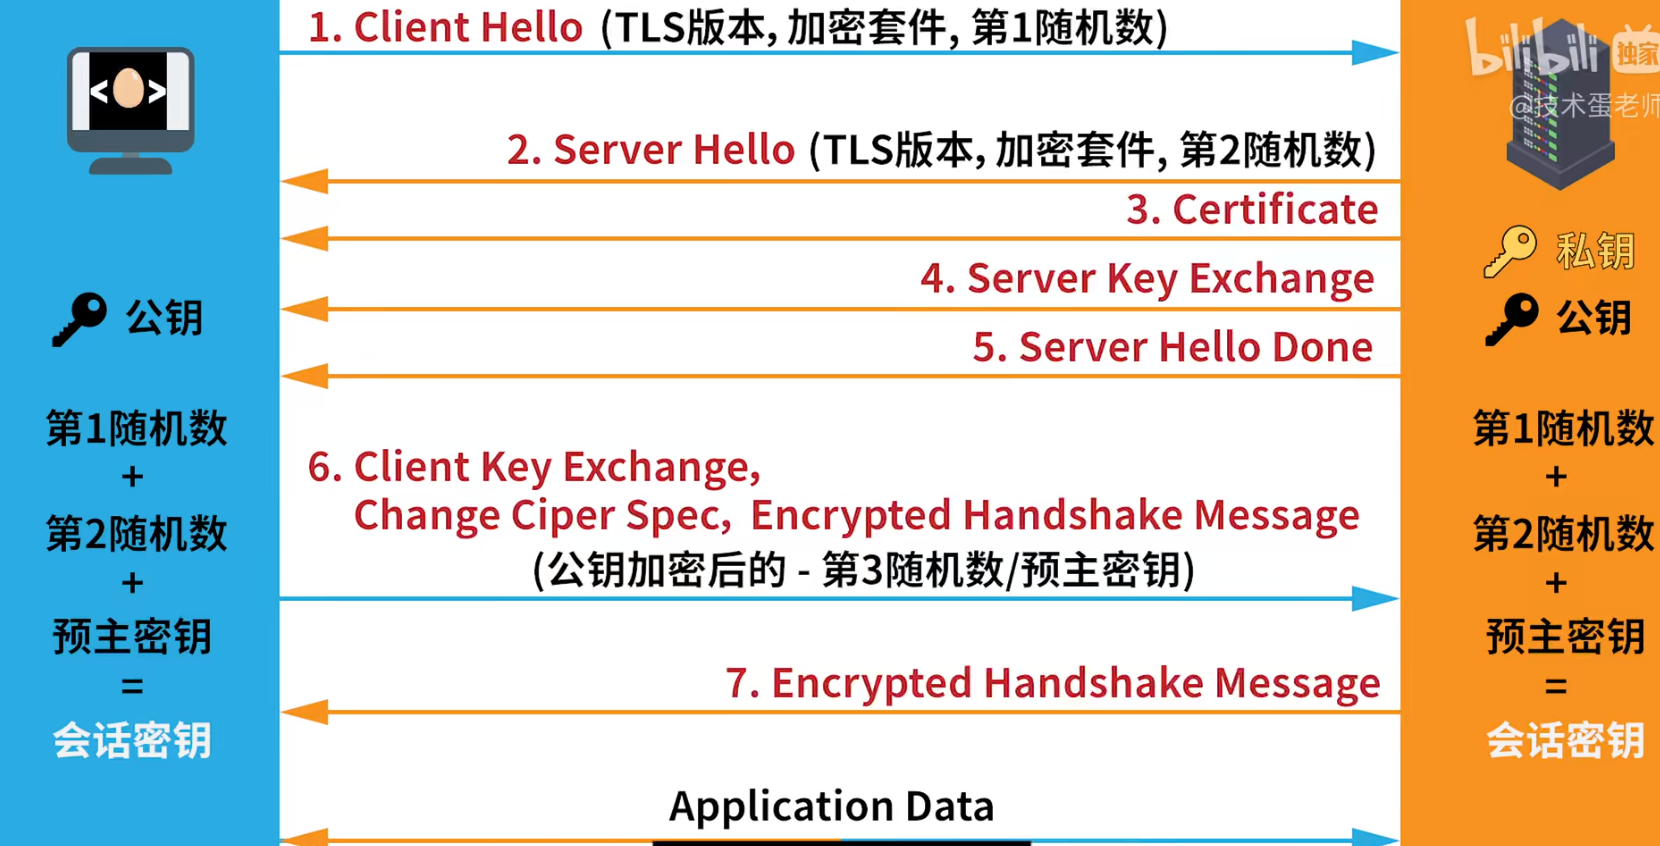 1. Client Hello (TLS版本, 加密套件, 第1随机数)
bilibili 独家
@技术蛋老师
< >
2. Server Hello (TLS版本, 加密套件, 第2随机数)
3. Certificate
私钥
4. Server Key Exchange
公钥
公钥
5. Server Hello Done
第1随机数
+
第2随机数
+
预主密钥
=
会话密钥
6. Client Key Exchange,
Change Ciper Spec, Encrypted Handshake Message
(公钥加密后的 - 第3随机数/预主密钥)
7. Encrypted Handshake Message
Application Data
第1随机数
+
第2随机数
+
预主密钥
=
会话密钥